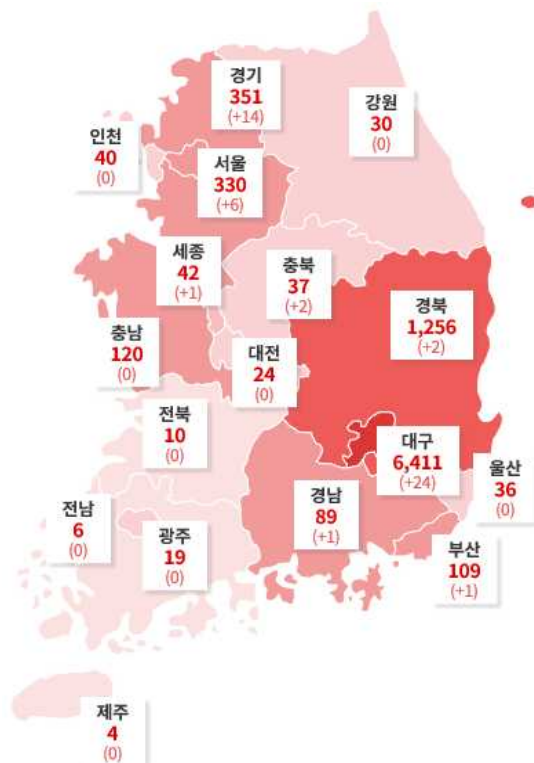 경기
351
(+14)
강원
30
(0)
인천
40
(0)
서울
330
(+6)
세종
42
(+1)
충북
37
(+2)
경북
1,256
(+2)
충남
120
(0)
대전
24
(0)
전북
10
(0)
대구
6,411
(+24)
울산
36
(0)
경남
89
(+1)
전남
6
(0)
광주
19
(0)
부산
109
(+1)
제주
4
(0)